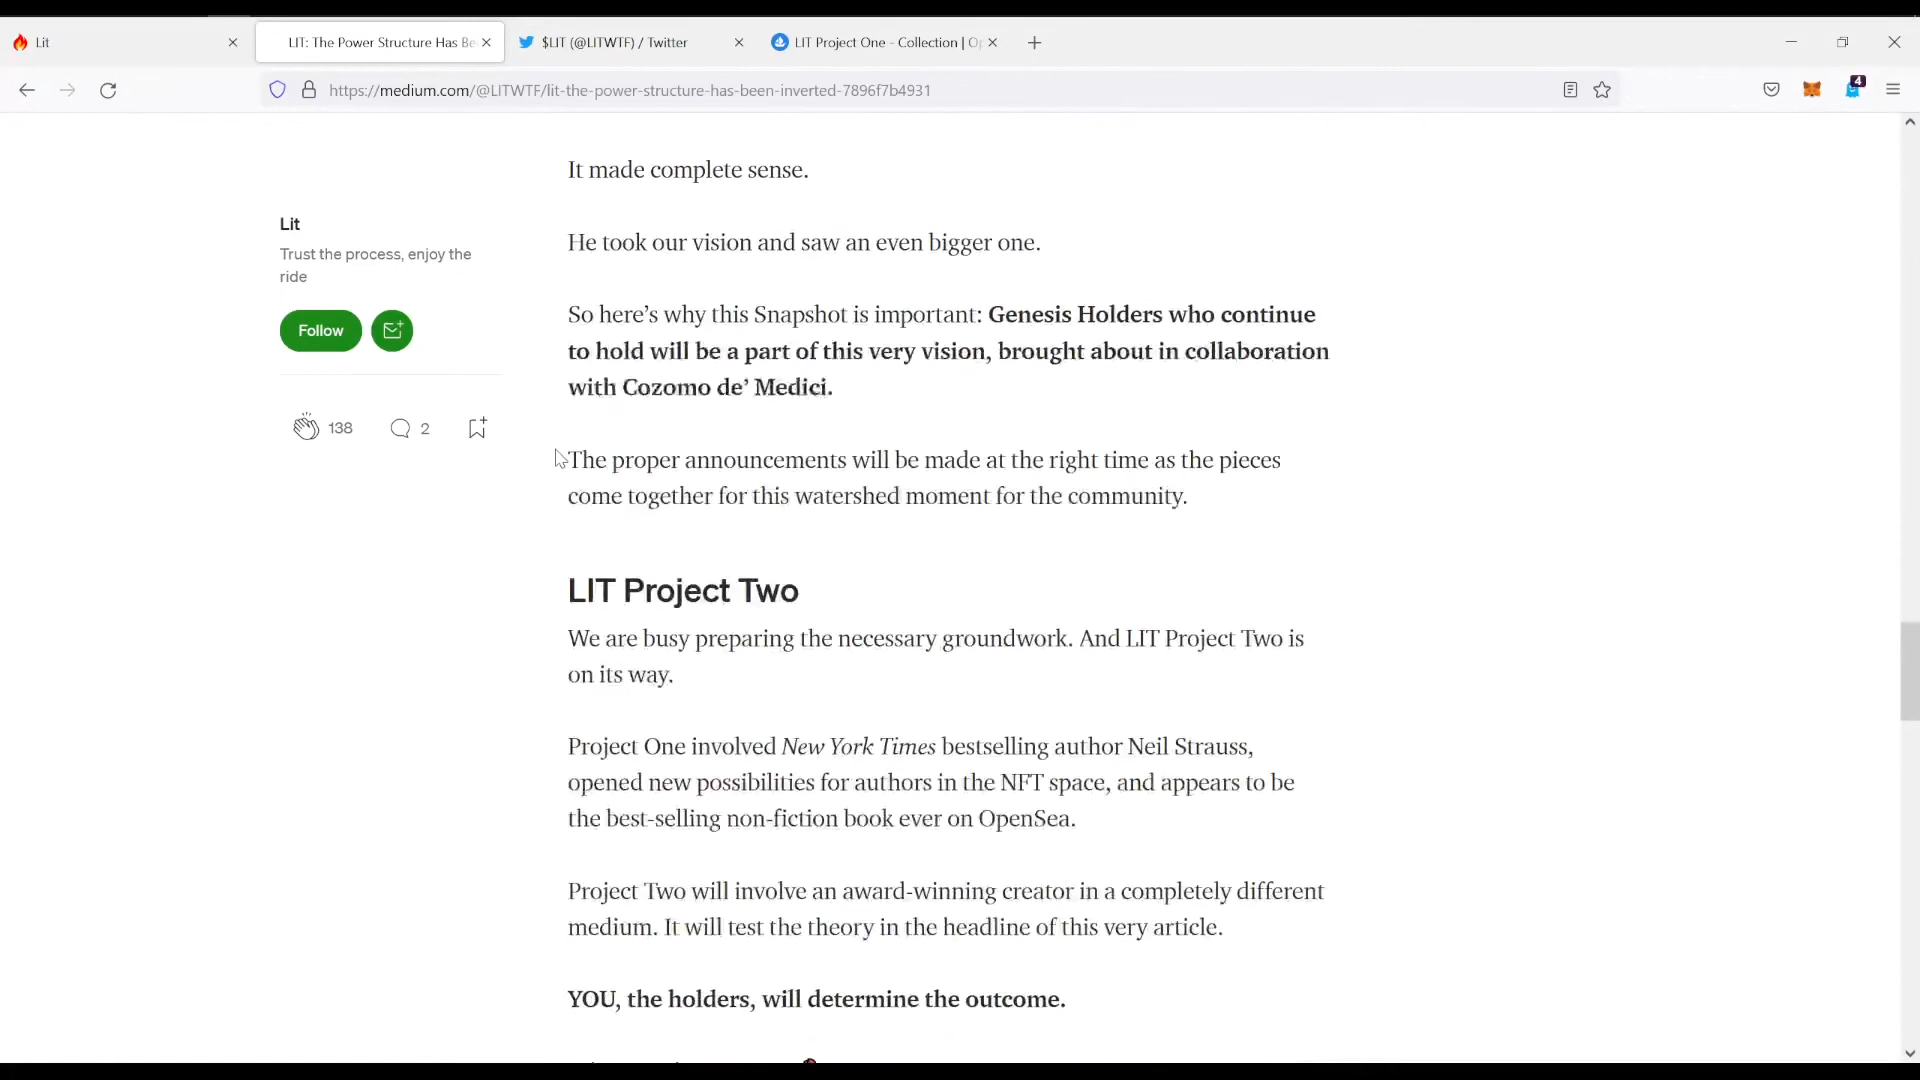 Lit
LIT: The Power Structure Has Be
$LIT (@LITWTF) / Twitter
LIT Project One - Collection | O
https://medium.com/@LITWTF/lit-the-power-structure-has-been-inverted-7896f7b4931
4
It made complete sense.
Lit
Trust the process, enjoy the
ride
Follow
138
2
He took our vision and saw an even bigger one.
So here’s why this Snapshot is important: Genesis Holders who continue
to hold will be a part of this very vision, brought about in collaboration
with Cozomo de’ Medici.
The proper announcements will be made at the right time as the pieces
come together for this watershed moment for the community.
LIT Project Two
We are busy preparing the necessary groundwork. And LIT Project Two is
on its way.
Project One involved New York Times bestselling author Neil Strauss,
opened new possibilities for authors in the NFT space, and appears to be
the best-selling non-fiction book ever on OpenSea.
Project Two will involve an award-winning creator in a completely different
medium. It will test the theory in the headline of this very article.
YOU, the holders, will determine the outcome.